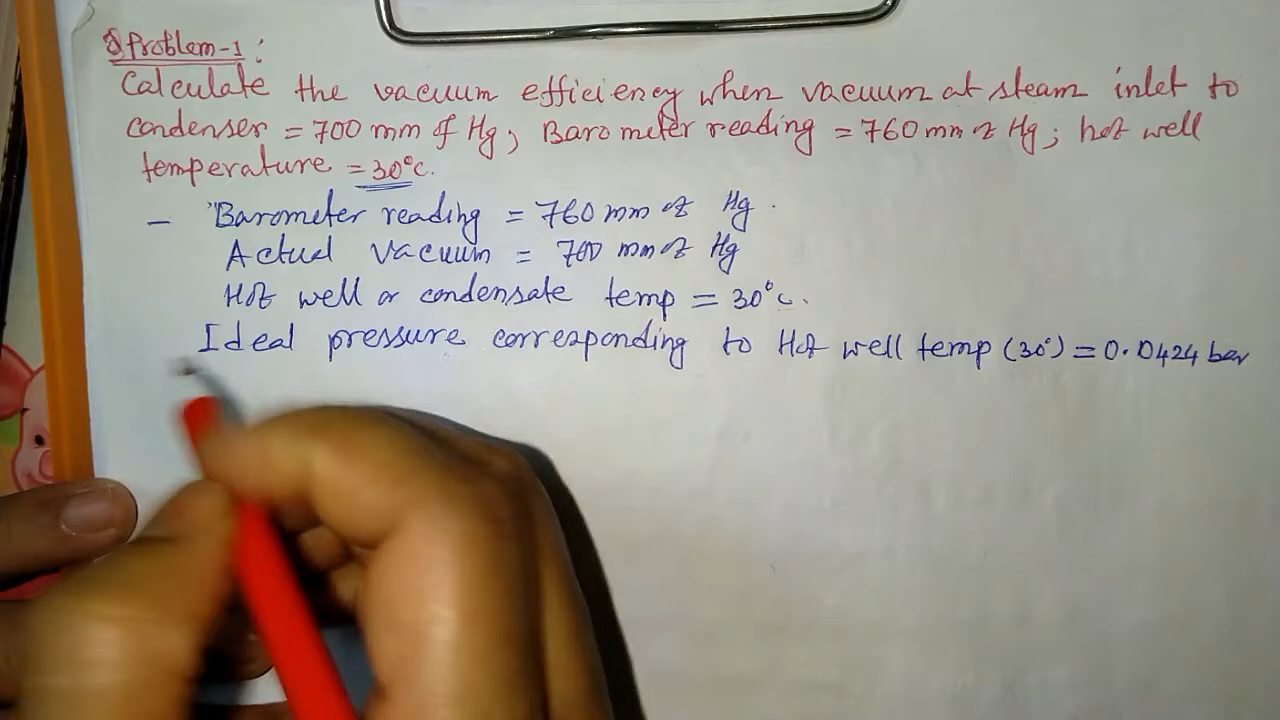 Problem-1:
Calculate the vacuum efficiency when vacuum at steam inlet to
condenser = 700 mm of Hg; Barometer reading = 760 mm of Hg; hot well
temperature = 30°c.
- Barometer reading = 760 mm of Hg.
Actual vacuum = 700 mm of Hg
Hot well or condensate temp = 30°c.
Ideal pressure corresponding to Hot well temp (30°) = 0.0424 bar